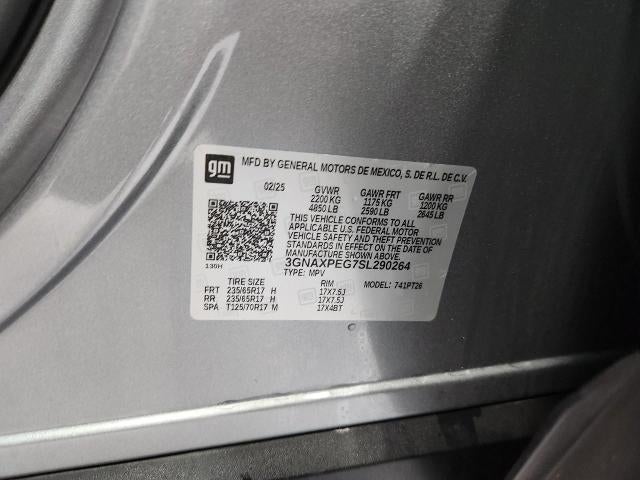 gm
MFD BY GENERAL MOTORS DE MEXICO, S. DE R.L. DE C.V.
02/25 GVWR GAWR FRT GAWR RR
2200 KG 1175 KG 1200 KG
4850 LB 2590 LB 2645 LB
THIS VEHICLE CONFORMS TO ALL
APPLICABLE U.S. FEDERAL MOTOR
VEHICLE SAFETY AND THEFT PREVENTION
STANDARDS IN EFFECT ON THE DATE OF
MANUFACTURE SHOWN ABOVE.
3GNAXPEG7SL290264
130H TYPE: MPV
TIRE SIZE RIM MODEL: 741PT26
FRT 235/65R17 H 17X7.5J
RR 235/65R17 H 17X7.5J
SPA T125/70R17 M 17X4BT